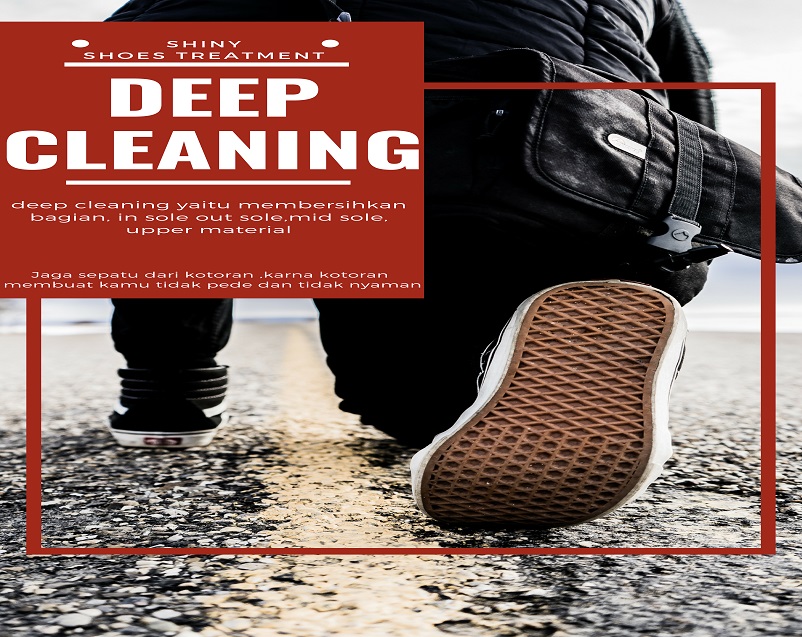 SHINY
SHOES TREATMENT
DEEP
CLEANING
deep cleaning yaitu membersihkan
bagian, in sole out sole,mid sole,
upper material
Jaga sepatu dari kotoran ,karna kotoran
membuat kamu tidak pede dan tidak nyaman